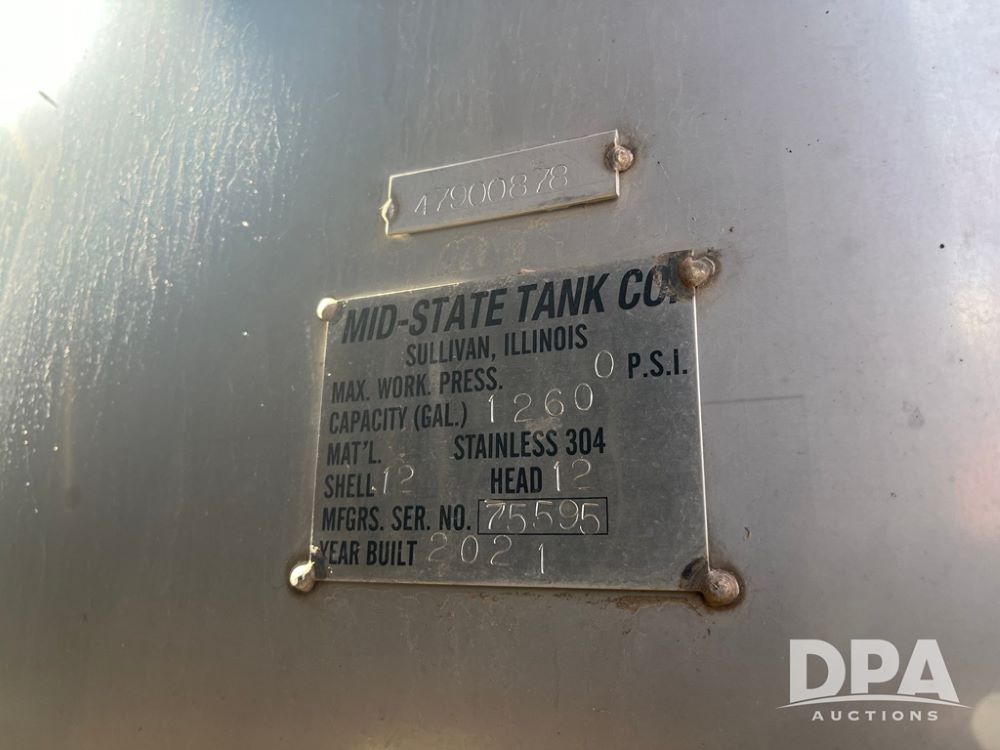 47900878
MID-STATE TANK CO.
SULLIVAN, ILLINOIS
MAX. WORK. PRESS. 0 P.S.I.
CAPACITY (GAL.) 1260
MAT'L. STAINLESS 304
SHELL 12 HEAD 12
MFGRS. SER. NO. 75595
YEAR BUILT 2021
DPA
AUCTIONS